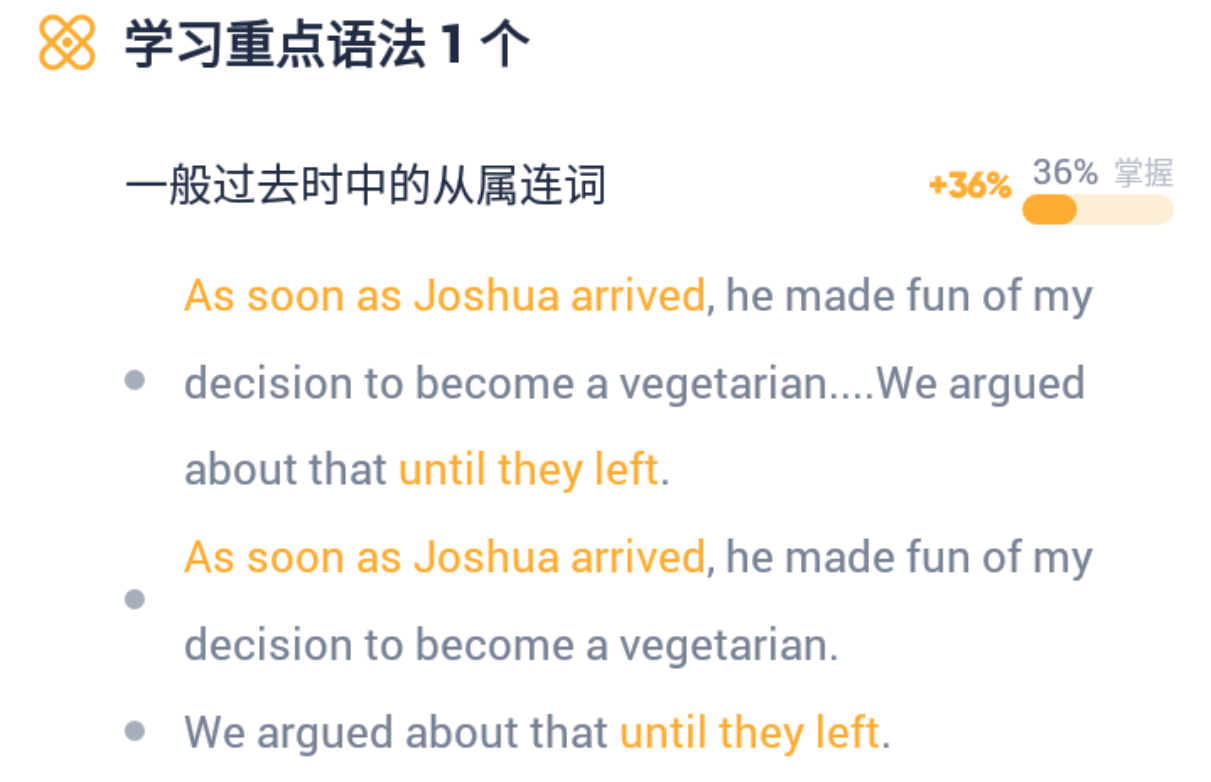 学习重点语法 1 个
一般过去时中的从属连词
+36% 36% 掌握
As soon as Joshua arrived, he made fun of my
decision to become a vegetarian....We argued
about that until they left.
As soon as Joshua arrived, he made fun of my
decision to become a vegetarian.
We argued about that until they left.